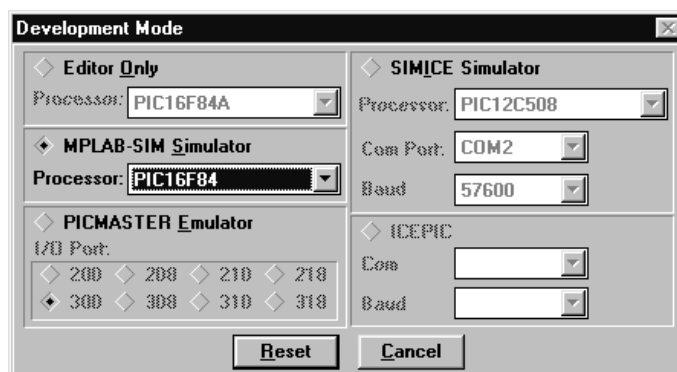 Development Mode
Editor Only
Processor: PIC16F84A
MPLAB-SIM Simulator
Processor: PIC16F84
PICMASTER Emulator
I/O Port:
200 208 210 218
300 308 310 318
SIMICE Simulator
Processor: PIC12C508
Com Port: COM2
Baud 57600
ICEPIC
Com
Baud
Reset Cancel